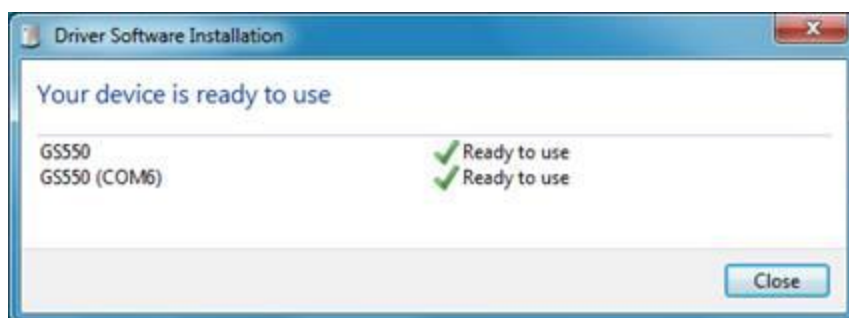 Driver Software Installation
Your device is ready to use
GS550 Ready to use
GS550 (COM6) Ready to use
Close